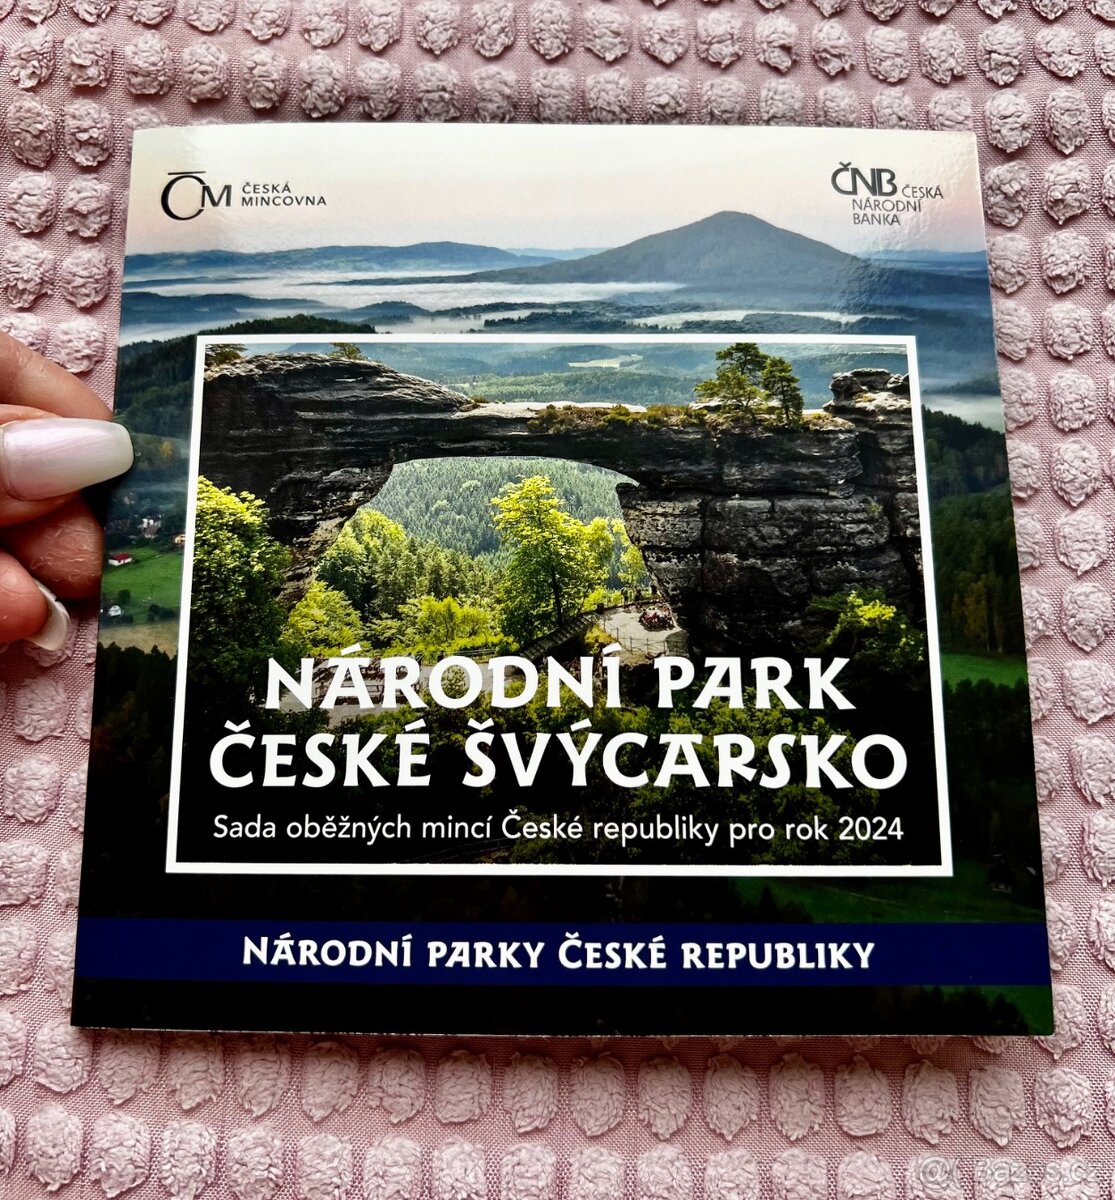 ČM ČESKÁ
MINCOVNA
ČNB ČESKÁ
NÁRODNÍ
BANKA
NÁRODNÍ PARK
ČESKÉ ŠVÝCARSKO
Sada oběžných mincí České republiky pro rok 2024
NÁRODNÍ PARKY ČESKÉ REPUBLIKY